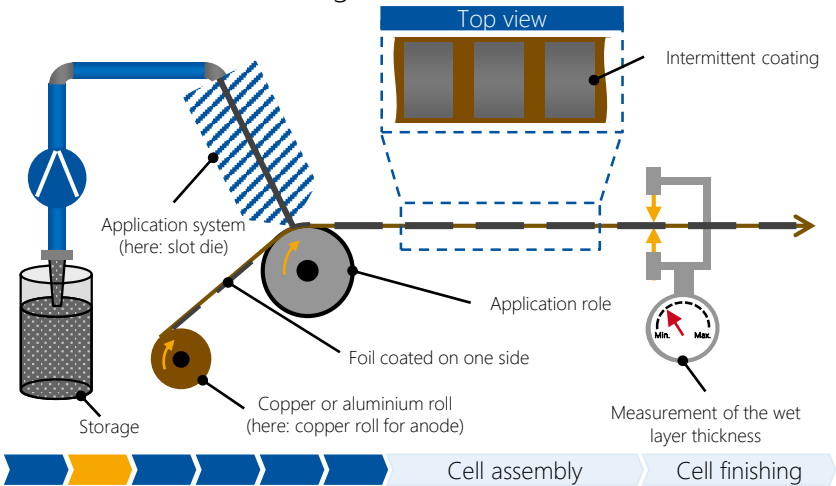 Top view
Intermittent coating
Application system
(here: slot die)
Application role
Min.
Max.
Foil coated on one side
Copper or aluminium roll
(here: copper roll for anode)
Storage
Measurement of the wet
layer thickness
Cell assembly
Cell finishing